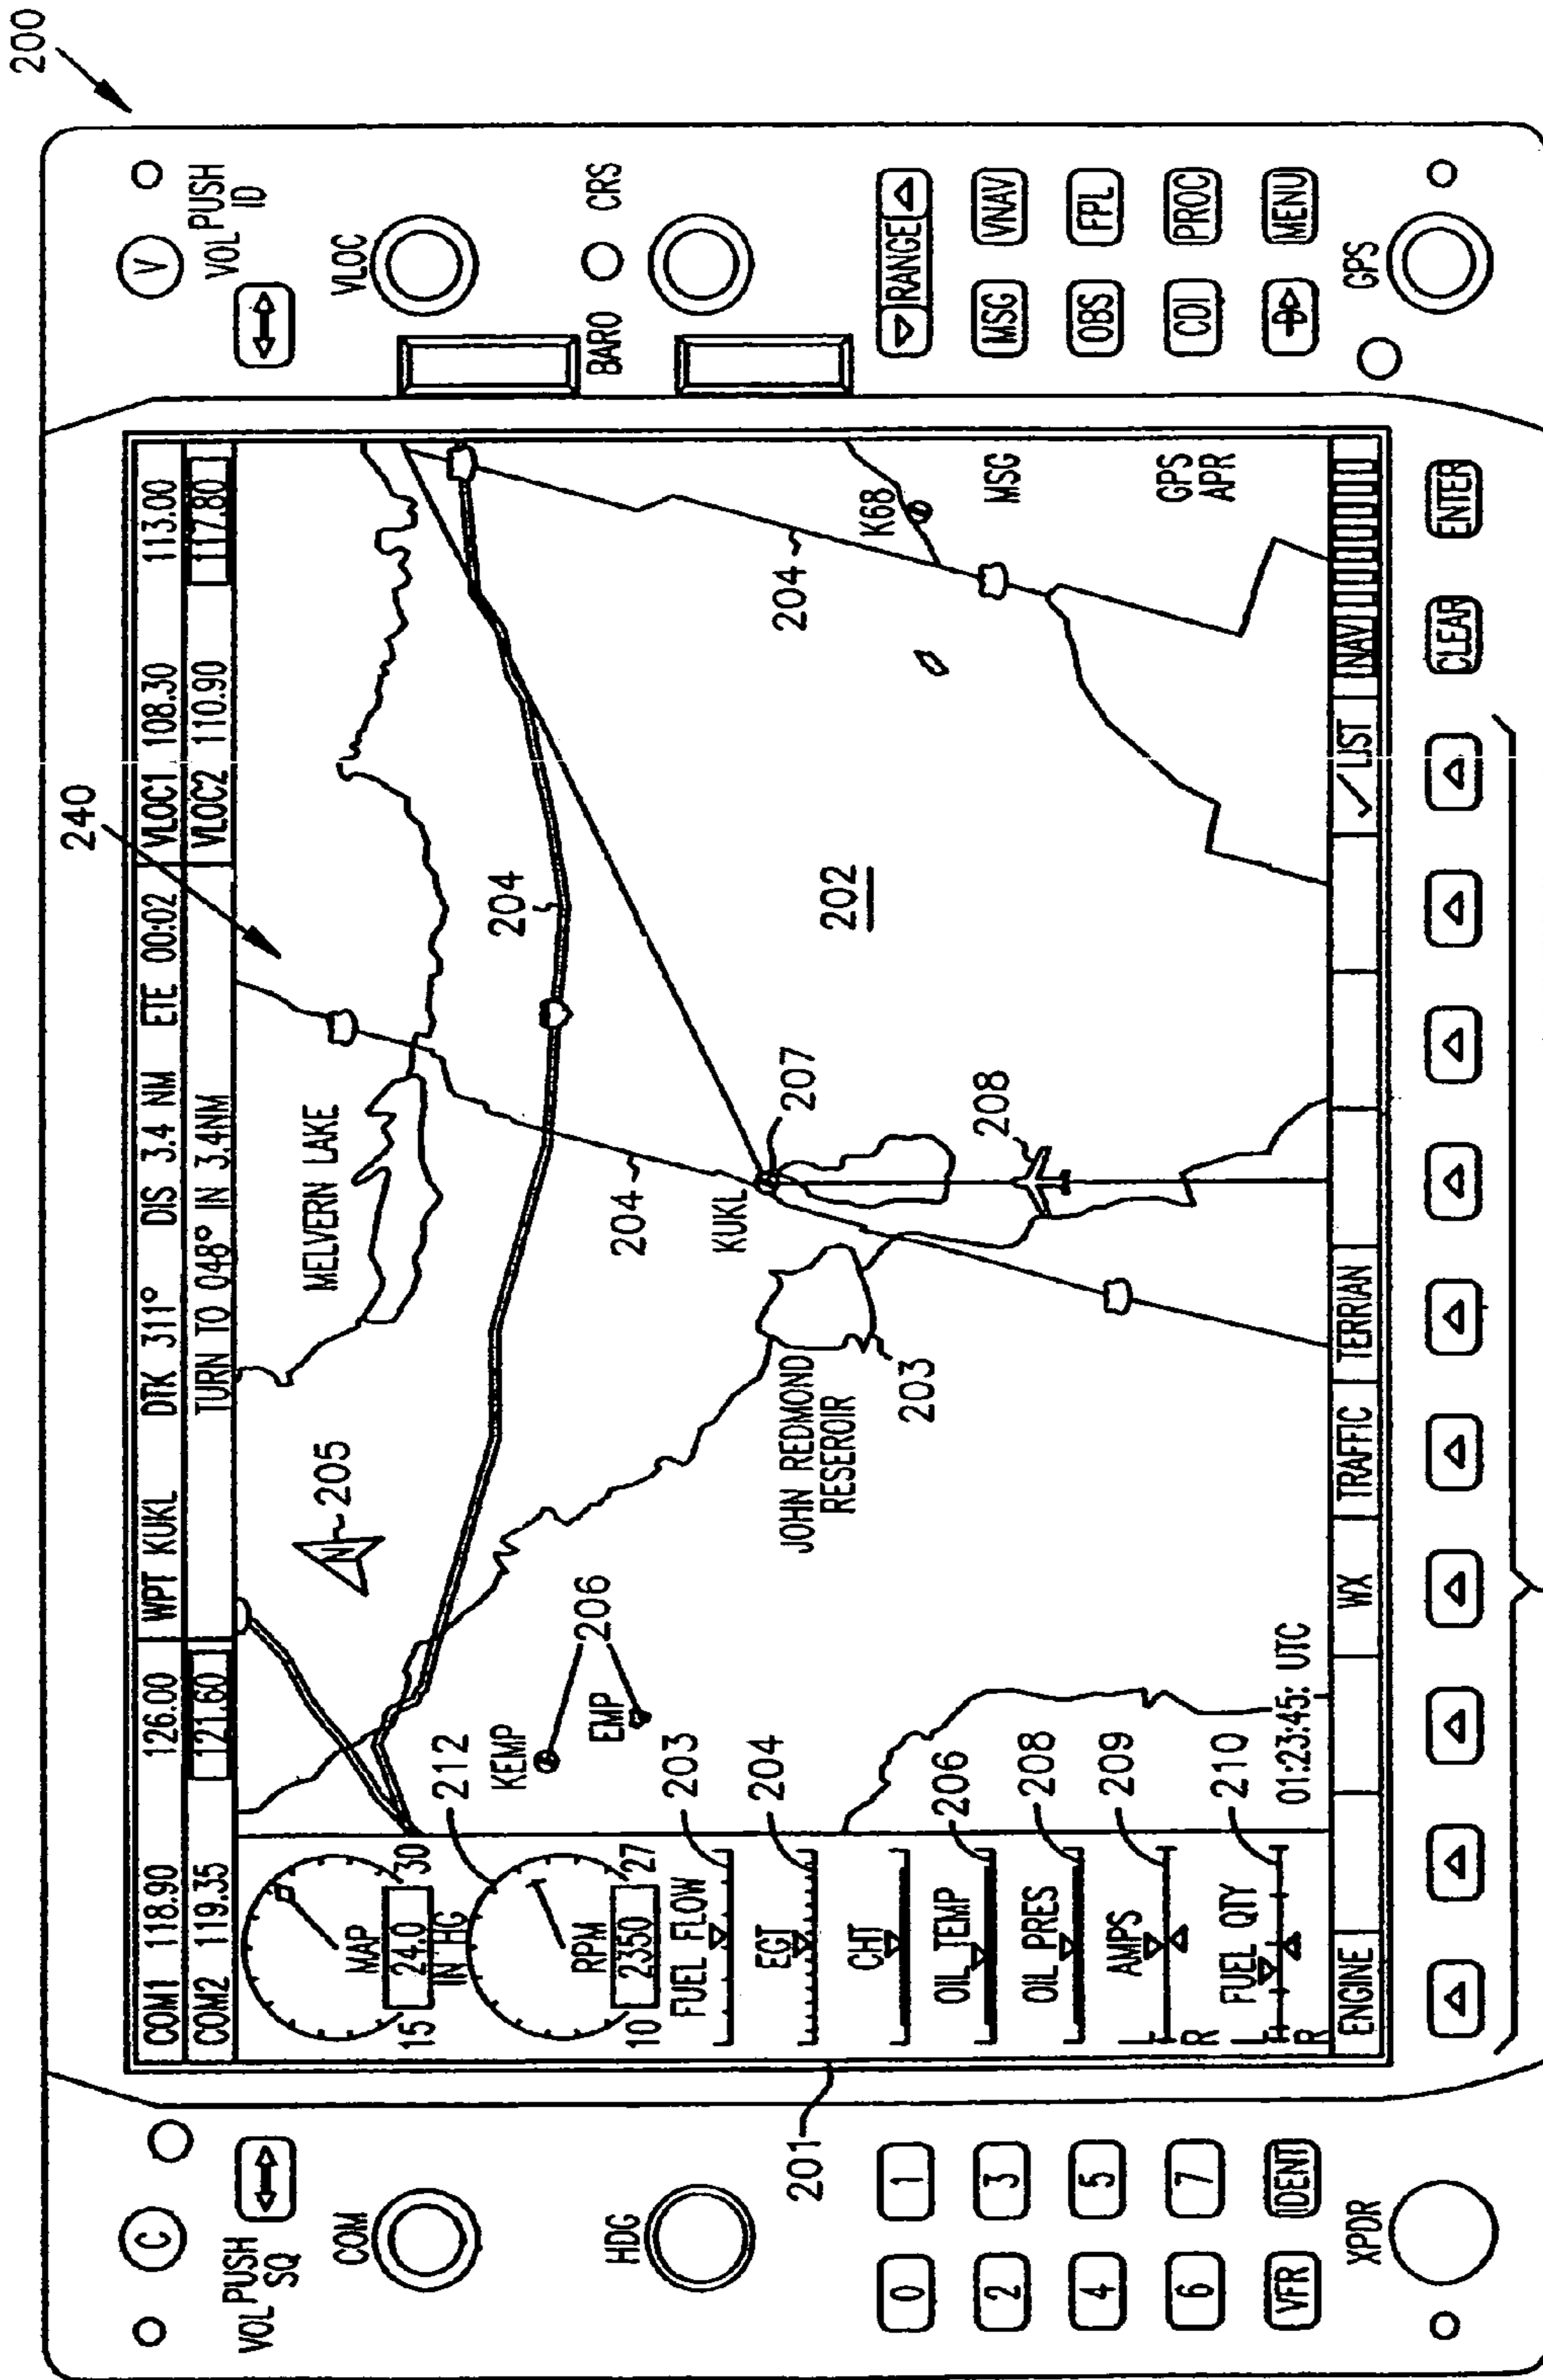 200
240
C
VOL PUSH
SQ
COM
HDG
0
1
2
3
4
5
6
7
VFR
IDENT
XPDR
201
COM1 118.90 126.00
WPT KUKL DTK 311° DIS 3.4 NM ETE 00:02
VLOC1 108.30 113.00
COM2 119.35 121.60
TURN TO 048° IN 3.4NM
VLOC2 110.90 117.80
MAP
15 24.0 30
IN HG
212
RPM
10 2350 27
FUEL FLOW
203
EGT
204
CHT
OIL TEMP
206
OIL PRES
208
AMPS
209
L
R
FUEL QTY
210
L
R
N
205
MELVERN LAKE
204
204
KEMP
EMP
206
KUKL
207
JOHN REDMOND
RESEROIR
203
208
202
204
K68
MSG
GPS
APR
01:23:45: UTC
ENGINE
WX
TRAFFIC
TERRIAN
LIST
NAV
CLEAR
ENTER
V
VOL PUSH
ID
VLOC
BARO
CRS
RANGE
MSG
VNAV
OBS
FPL
CDI
PROC
D
MENU
GPS